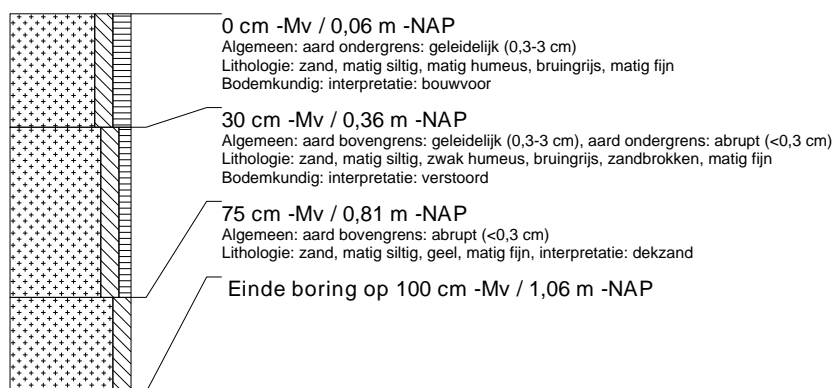 0 cm -Mv / 0,06 m -NAP
Algemeen: aard ondergrens: geleidelijk (0,3-3 cm)
Lithologie: zand, matig siltig, matig humeus, bruingrijs, matig fijn
Bodemkundig: interpretatie: bouwvoor
30 cm -Mv / 0,36 m -NAP
Algemeen: aard bovengrens: geleidelijk (0,3-3 cm), aard ondergrens: abrupt (<0,3 cm)
Lithologie: zand, matig siltig, zwak humeus, bruingrijs, zandbrokken, matig fijn
Bodemkundig: interpretatie: verstoord
75 cm -Mv / 0,81 m -NAP
Algemeen: aard bovengrens: abrupt (<0,3 cm)
Lithologie: zand, matig siltig, geel, matig fijn, interpretatie: dekzand
Einde boring op 100 cm -Mv / 1,06 m -NAP